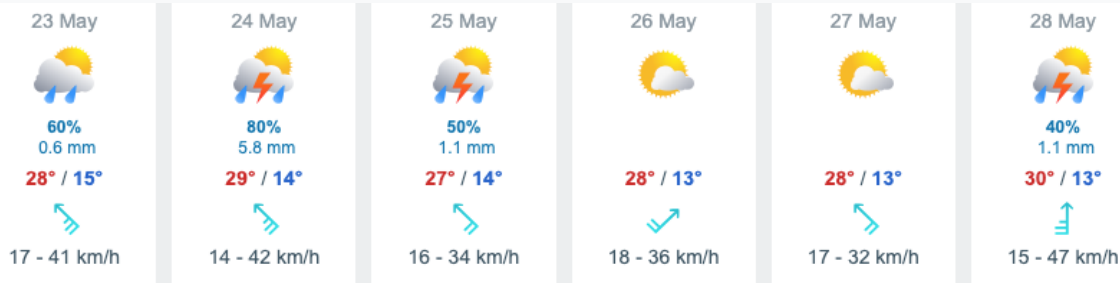 23 May
60%
0.6 mm
28° / 15°
17 - 41 km/h
24 May
80%
5.8 mm
29° / 14°
14 - 42 km/h
25 May
50%
1.1 mm
27° / 14°
16 - 34 km/h
26 May
28° / 13°
18 - 36 km/h
27 May
28° / 13°
17 - 32 km/h
28 May
40%
1.1 mm
30° / 13°
15 - 47 km/h